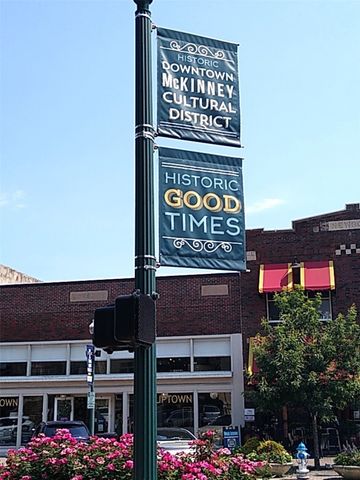 HISTORIC
DOWNTOWN
McKINNEY
CULTURAL
DISTRICT
HISTORIC
GOOD
TIMES
UPTOWN